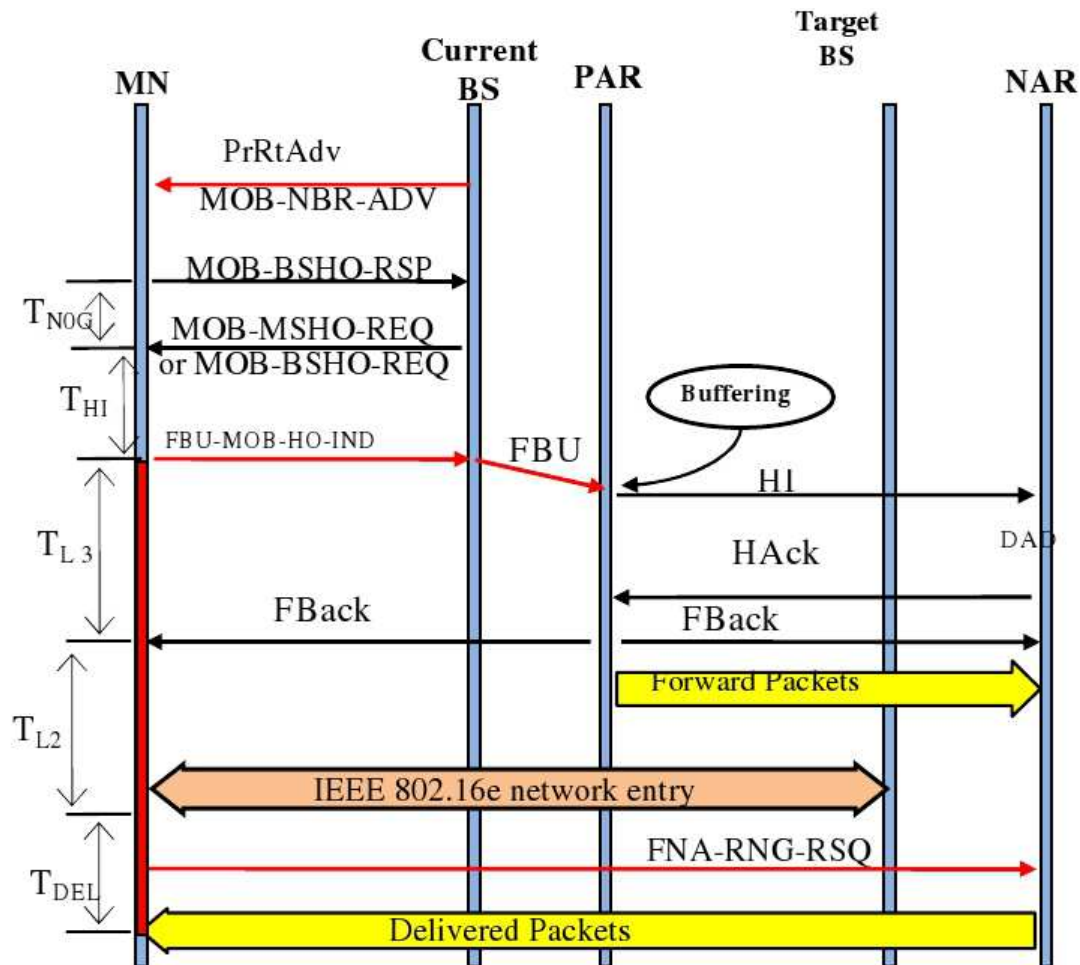 MN
Current
BS
PAR
Target
BS
NAR
PrRtAdv
MOB-NBR-ADV
MOB-BSHO-RSP
TN0G
MOB-MSHO-REQ
or MOB-BSHO-REQ
THI
Buffering
FBU-MOB-HO-IND
FBU
HI
TL 3
DAD
HAck
FBack
FBack
Forward Packets
TL2
IEEE 802.16e network entry
FNA-RNG-RSQ
TDEL
Delivered Packets